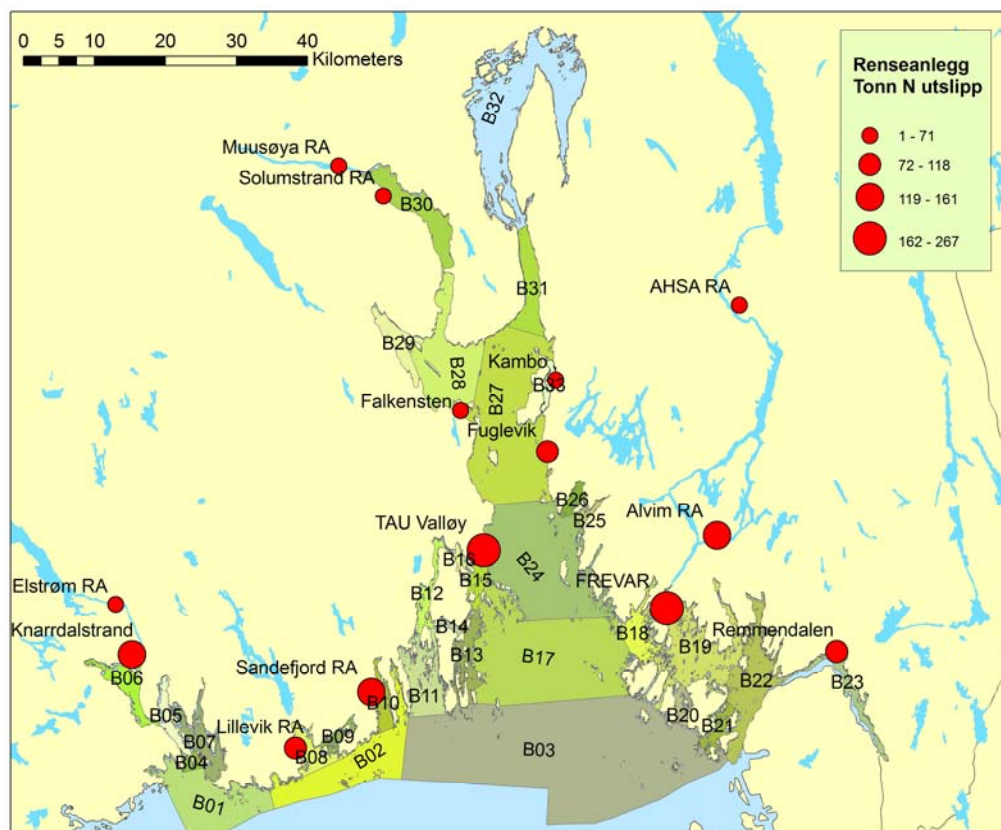 0 5 10 20 30 40
Kilometers
Renseanlegg
Tonn N utslipp
1 - 71
72 - 118
119 - 161
162 - 267
B32
Muusøya RA
Solumstrand RA
B30
B31
AHSA RA
B29
B28
Kambo
B33
B27
Falkensten
Fuglevik
B26
B25
Alvim RA
TAU Valløy
B16
B24
B15
FREVAR
Elstrøm RA
B12
Knarrdalstrand
B14
B18
B19
Remmendalen
B06
Sandefjord RA
B13
B17
B22
B23
B10
B11
B05
B20
B07
Lillevik RA
B09
B21
B04
B08
B02
B03
B01